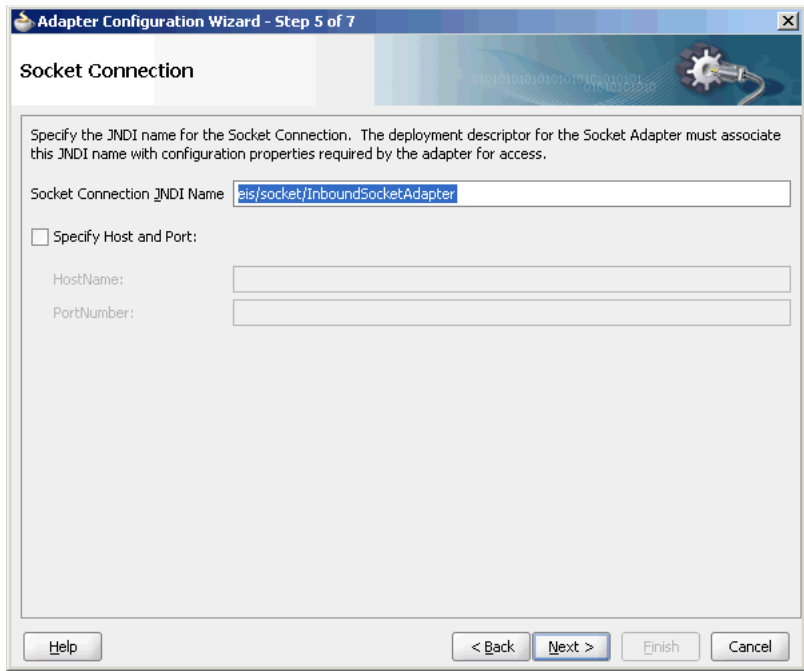 Adapter Configuration Wizard - Step 5 of 7
Socket Connection
0101010101010101010101010101
01010101010
Specify the JNDI name for the Socket Connection. The deployment descriptor for the Socket Adapter must associate
this JNDI name with configuration properties required by the adapter for access.
Socket Connection JNDI Name eis/socket/InboundSocketAdapter
Specify Host and Port:
HostName:
PortNumber:
Help < Back Next > Finish Cancel